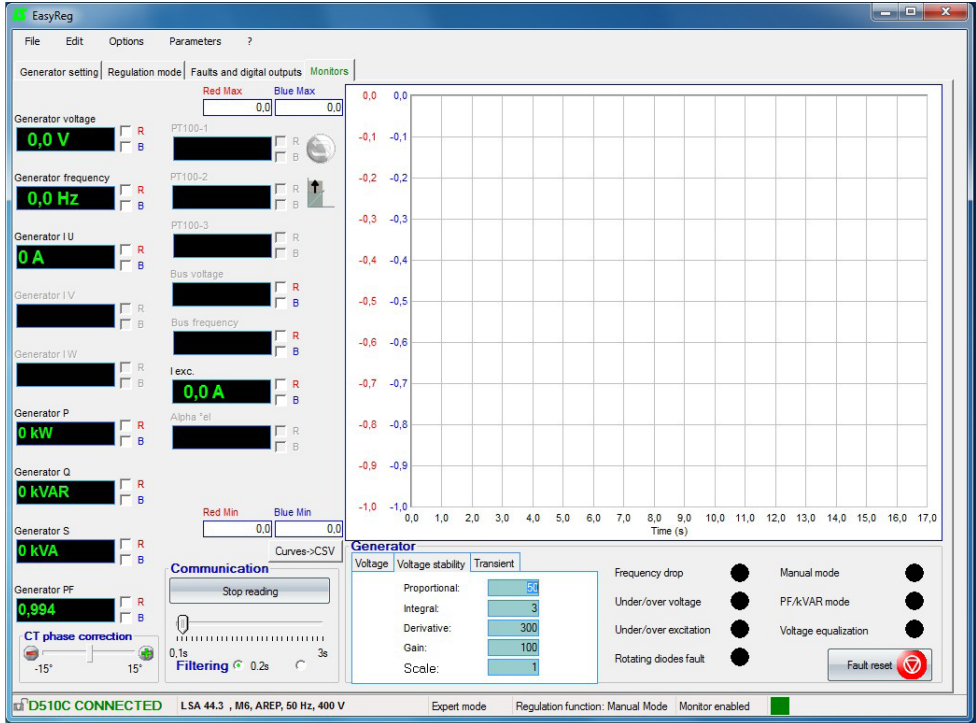 EasyReg
File Edit Options Parameters ?
Generator setting Regulation mode Faults and digital outputs Monitors
Red Max Blue Max
0,0 0,0
Generator voltage
0,0 V
R
B
Generator frequency
0,0 Hz
R
B
Generator I U
0 A
R
B
Generator I V
R
B
Generator I W
R
B
Generator P
0 kW
R
B
Generator Q
0 kVAR
R
B
Generator S
0 kVA
R
B
Generator PF
0,994
R
B
CT phase correction
-15° 15°
PT100-1
R
B
PT100-2
R
B
PT100-3
R
B
Bus voltage
R
B
Bus frequency
R
B
I exc.
0,0 A
R
B
Alpha °el
R
B
Red Min Blue Min
0,0 0,0
Curves->CSV
Communication
Stop reading
0,1s 3s
Filtering 0.2s
0,0 0,0
-0,1 -0,1
-0,2 -0,2
-0,3 -0,3
-0,4 -0,4
-0,5 -0,5
-0,6 -0,6
-0,7 -0,7
-0,8 -0,8
-0,9 -0,9
-1,0 -1,0
0,0 1,0 2,0 3,0 4,0 5,0 6,0 7,0 8,0 9,0 10,0 11,0 12,0 13,0 14,0 15,0 16,0 17,0
Time (s)
Generator
Voltage Voltage stability Transient
Proportional: 50
Integral: 3
Derivative: 300
Gain: 100
Scale: 1
Frequency drop Manual mode
Under/over voltage PF/kVAR mode
Under/over excitation Voltage equalization
Rotating diodes fault Fault reset
D510C CONNECTED LSA 44.3 , M6, AREP, 50 Hz, 400 V Expert mode Regulation function: Manual Mode Monitor enabled